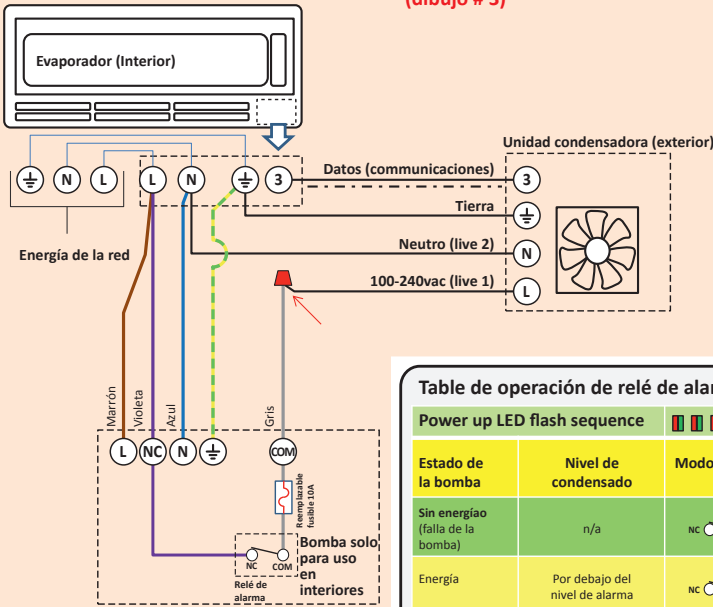 (dibujo # 3)
Evaporador (Interior)
Unidad condensadora (exterior)
N
L
L
N
3
Datos (communicaciones)
3
Tierra
Neutro (live 2)
N
100-240vac (live 1)
L
Energía de la red
Marrón
Violeta
Azul
Gris
L
NC
N
COM
Reemplazable
fusible 10A
NC
COM
Relé de
alarma
Bomba solo
para uso
en
interiores
Table de operación de relé de alar
Power up LED flash sequence
Estado de
la bomba
Nivel de
condensado
Modo
Sin energíao
(falla de la
bomba)
n/a
NC
Energía
Por debajo del
nivel de alarma
NC